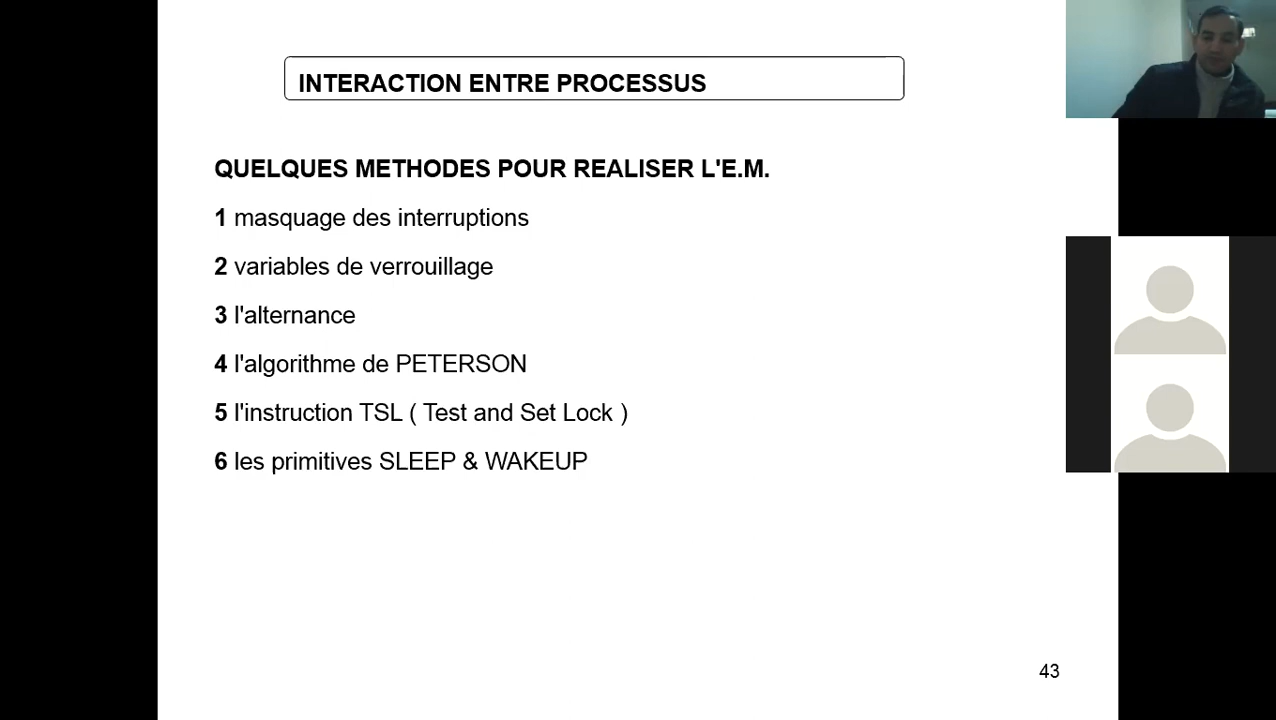 INTERACTION ENTRE PROCESSUS
QUELQUES METHODES POUR REALISER L'E.M.
1 masquage des interruptions
2 variables de verrouillage
3 l'alternance
4 l'algorithme de PETERSON
5 l'instruction TSL ( Test and Set Lock )
6 les primitives SLEEP & WAKEUP
43